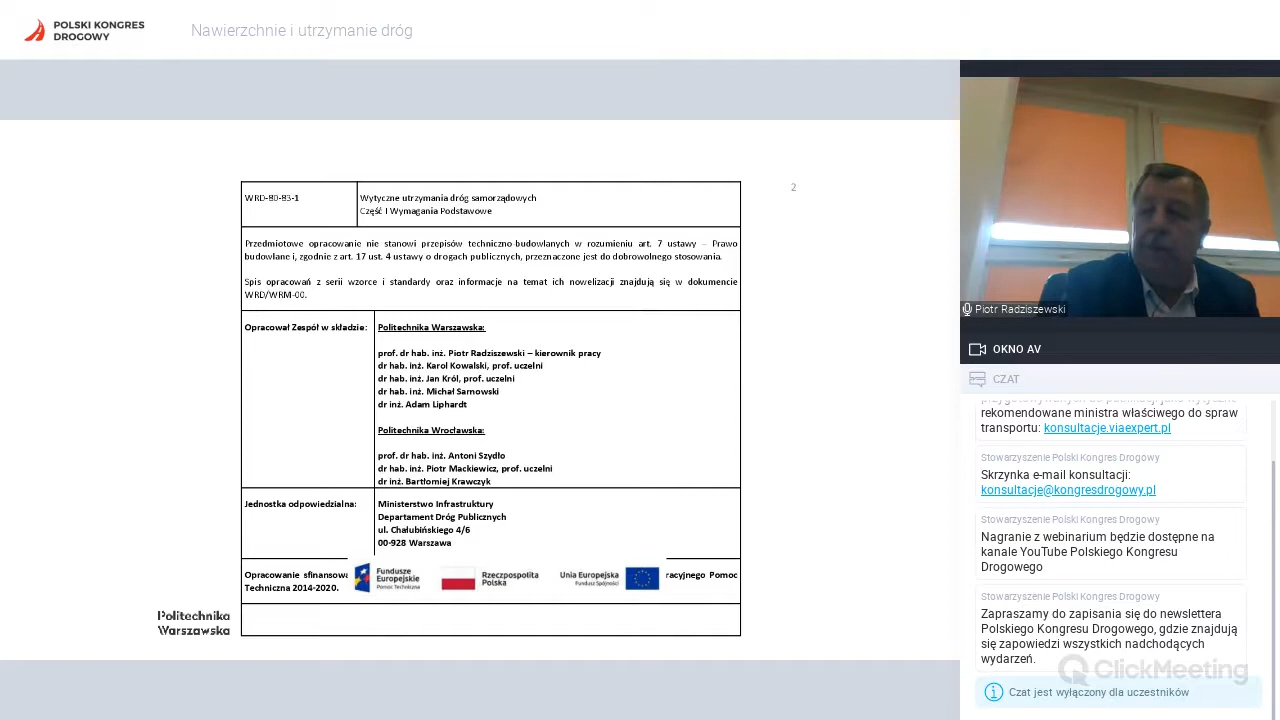 POLSKI KONGRES
DROGOWY
Nawierzchnie i utrzymanie dróg
2
WRD-80-83-1
Wytyczne utrzymania dróg samorządowych
Część I Wymagania Podstawowe
Przedmiotowe opracowanie nie stanowi przepisów techniczno-budowlanych w rozumieniu art. 7 ustawy – Prawo
budowlane i, zgodnie z art. 17 ust. 4 ustawy o drogach publicznych, przeznaczone jest do dobrowolnego stosowania.
Spis opracowań z serii wzorce i standardy oraz informacje na temat ich nowelizacji znajdują się w dokumencie
WRD/WRM-00.
Opracował Zespół w składzie:
Politechnika Warszawska:
prof. dr hab. inż. Piotr Radziszewski – kierownik pracy
dr hab. inż. Karol Kowalski, prof. uczelni
dr hab. inż. Jan Król, prof. uczelni
dr hab. inż. Michał Sarnowski
dr inż. Adam Liphardt
Politechnika Wrocławska:
prof. dr hab. inż. Antoni Szydło
dr hab. inż. Piotr Mackiewicz, prof. uczelni
dr inż. Bartłomiej Krawczyk
Jednostka odpowiedzialna:
Ministerstwo Infrastruktury
Departament Dróg Publicznych
ul. Chałubińskiego 4/6
00-928 Warszawa
Opracowanie sfinansowa
racyjnego Pomoc
Techniczna 2014-2020.
Fundusze
Europejskie
Pomoc Techniczna
Rzeczpospolita
Polska
Unia Europejska
Fundusz Spójności
Politechnika
Warszawska
Piotr Radziszewski
OKNO AV
CZAT
rekomendowane ministra właściwego do spraw
transportu: konsultacje.viaexpert.pl
Stowarzyszenie Polski Kongres Drogowy
Skrzynka e-mail konsultacji:
konsultacje@kongresdrogowy.pl
Stowarzyszenie Polski Kongres Drogowy
Nagranie z webinarium będzie dostępne na
kanale YouTube Polskiego Kongresu
Drogowego
Stowarzyszenie Polski Kongres Drogowy
Zapraszamy do zapisania się do newslettera
Polskiego Kongresu Drogowego, gdzie znajdują
się zapowiedzi wszystkich nadchodzących
wydarzeń.
ClickMeeting
Czat jest wyłączony dla uczestników